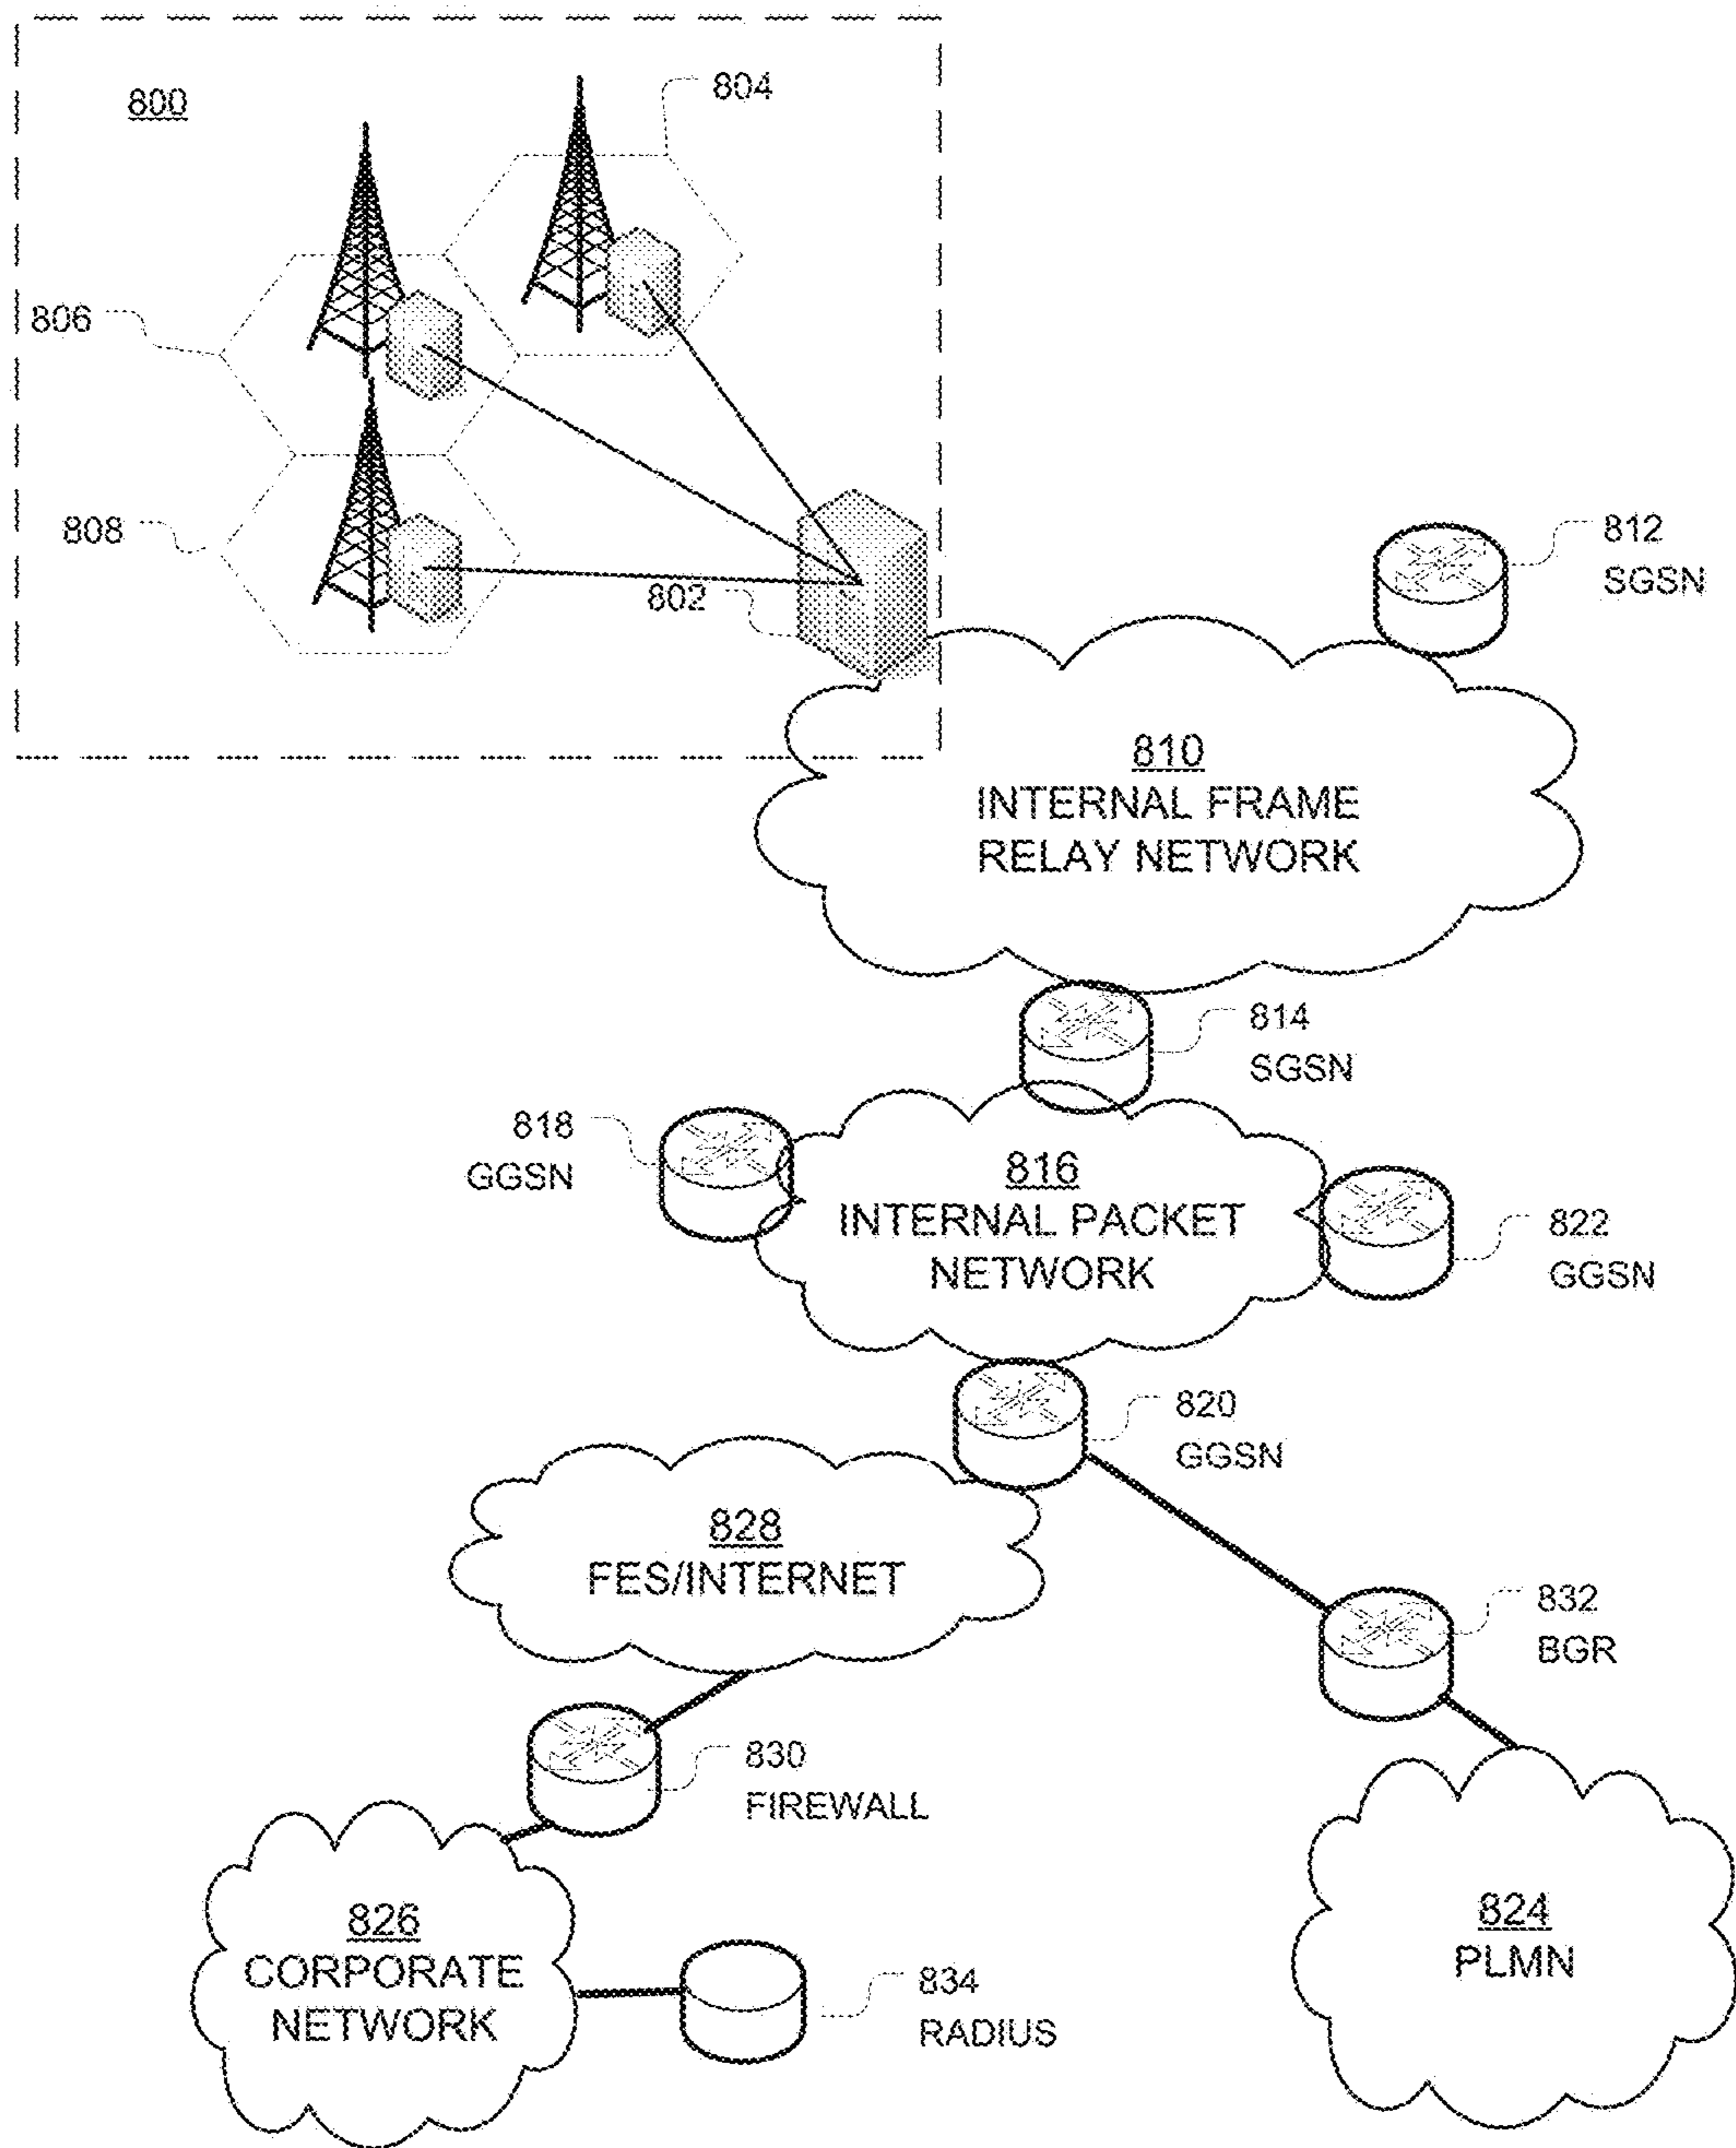 800
804
806
808
802
812
SGSN
810
INTERNAL FRAME
RELAY NETWORK
814
SGSN
818
GGSN
816
INTERNAL PACKET
NETWORK
822
GGSN
820
GGSN
828
FES/INTERNET
832
BGR
830
FIREWALL
826
CORPORATE
NETWORK
834
RADIUS
824
PLMN